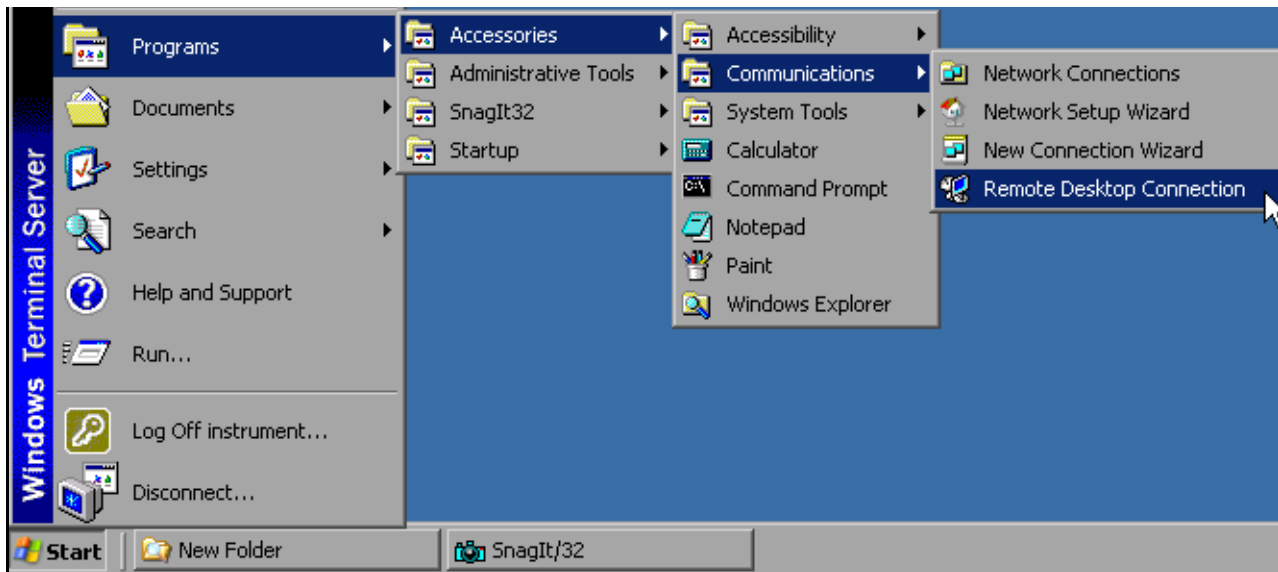 Programs
Documents
Settings
Search
Help and Support
Run...
Log Off instrument...
Disconnect...
Windows Terminal Server
Accessories
Administrative Tools
SnagIt32
Startup
Accessibility
Communications
System Tools
Calculator
Command Prompt
Notepad
Paint
Windows Explorer
Network Connections
Network Setup Wizard
New Connection Wizard
Remote Desktop Connection
Start
New Folder
SnagIt/32